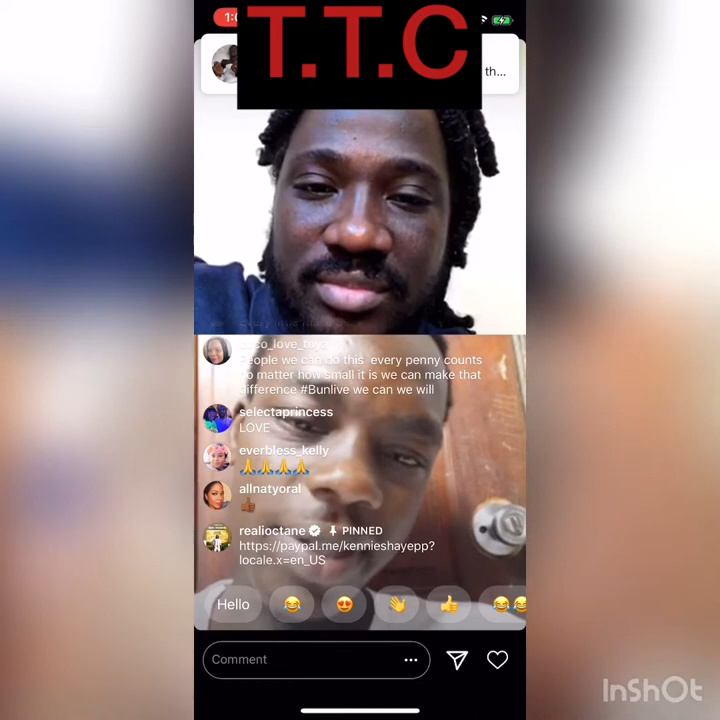 T.T.C
th...
coco_love_toya
People we can do this every penny counts
no matter how small it is we can make that
difference #Bunlive we can we will
selectaprincess
LOVE
everbless_kelly
🙏🙏🙏🙏
allnatyoral
👍🏾
realioctane PINNED
https://paypal.me/kennieshayepp?
locale.x=en_US
Hello 😂 😍 👋 👍 😂😂
Comment
InShOt